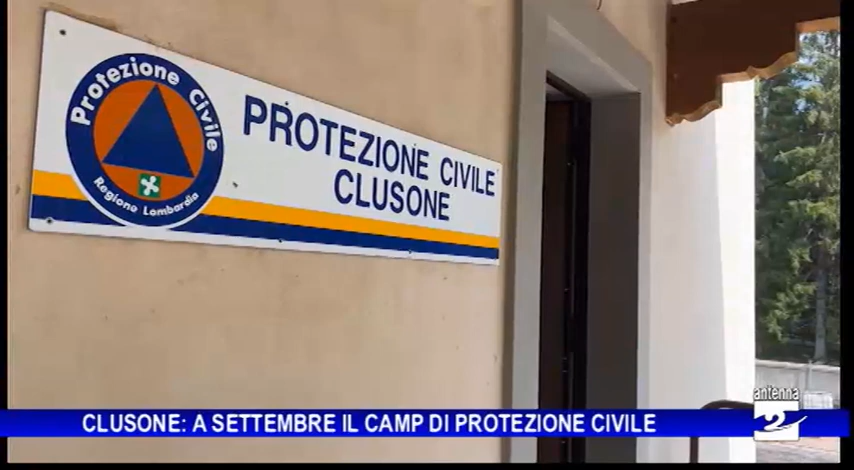 Protezione Civile
Regione Lombardia
PROTEZIONE CIVILE
CLUSONE
antenna
2
CLUSONE: A SETTEMBRE IL CAMP DI PROTEZIONE CIVILE